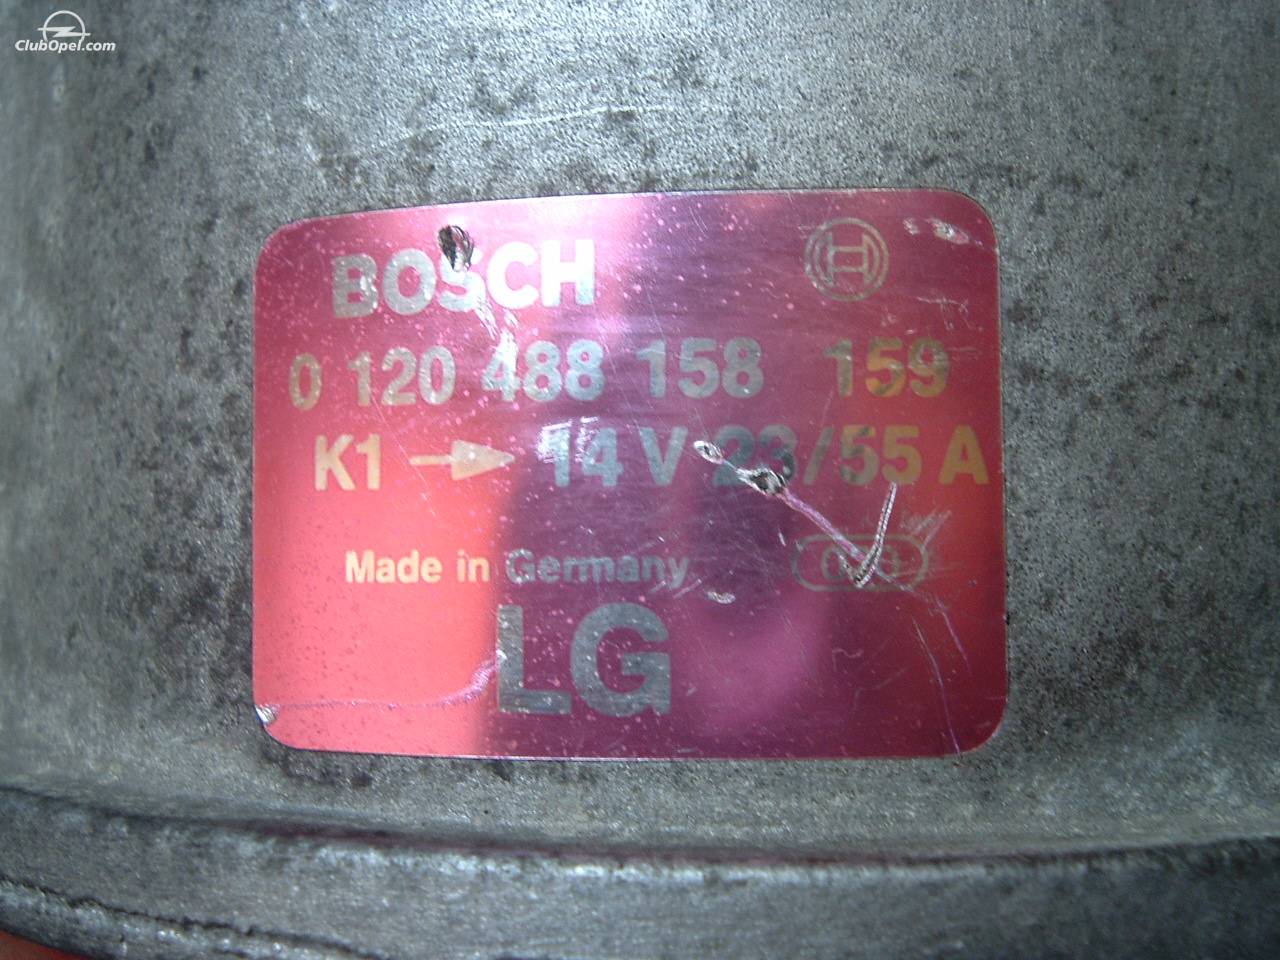 ClubOpel.com
BOSCH
0 120 488 158 159
K1 → 14 V 23/55 A
Made in Germany
LG